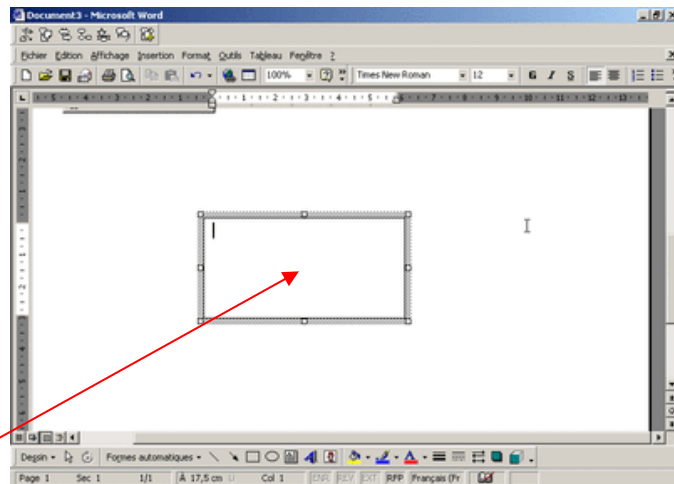 Document3 - Microsoft Word
Fichier Edition Affichage Insertion Format Outils Tableau Fenêtre ?
100% Times New Roman 12 G I S
Dessin Formes automatiques
Page 1 Sec 1 1/1 À 17,5 cm Li Col 1 ENR REV EXT RFP Français (Fr